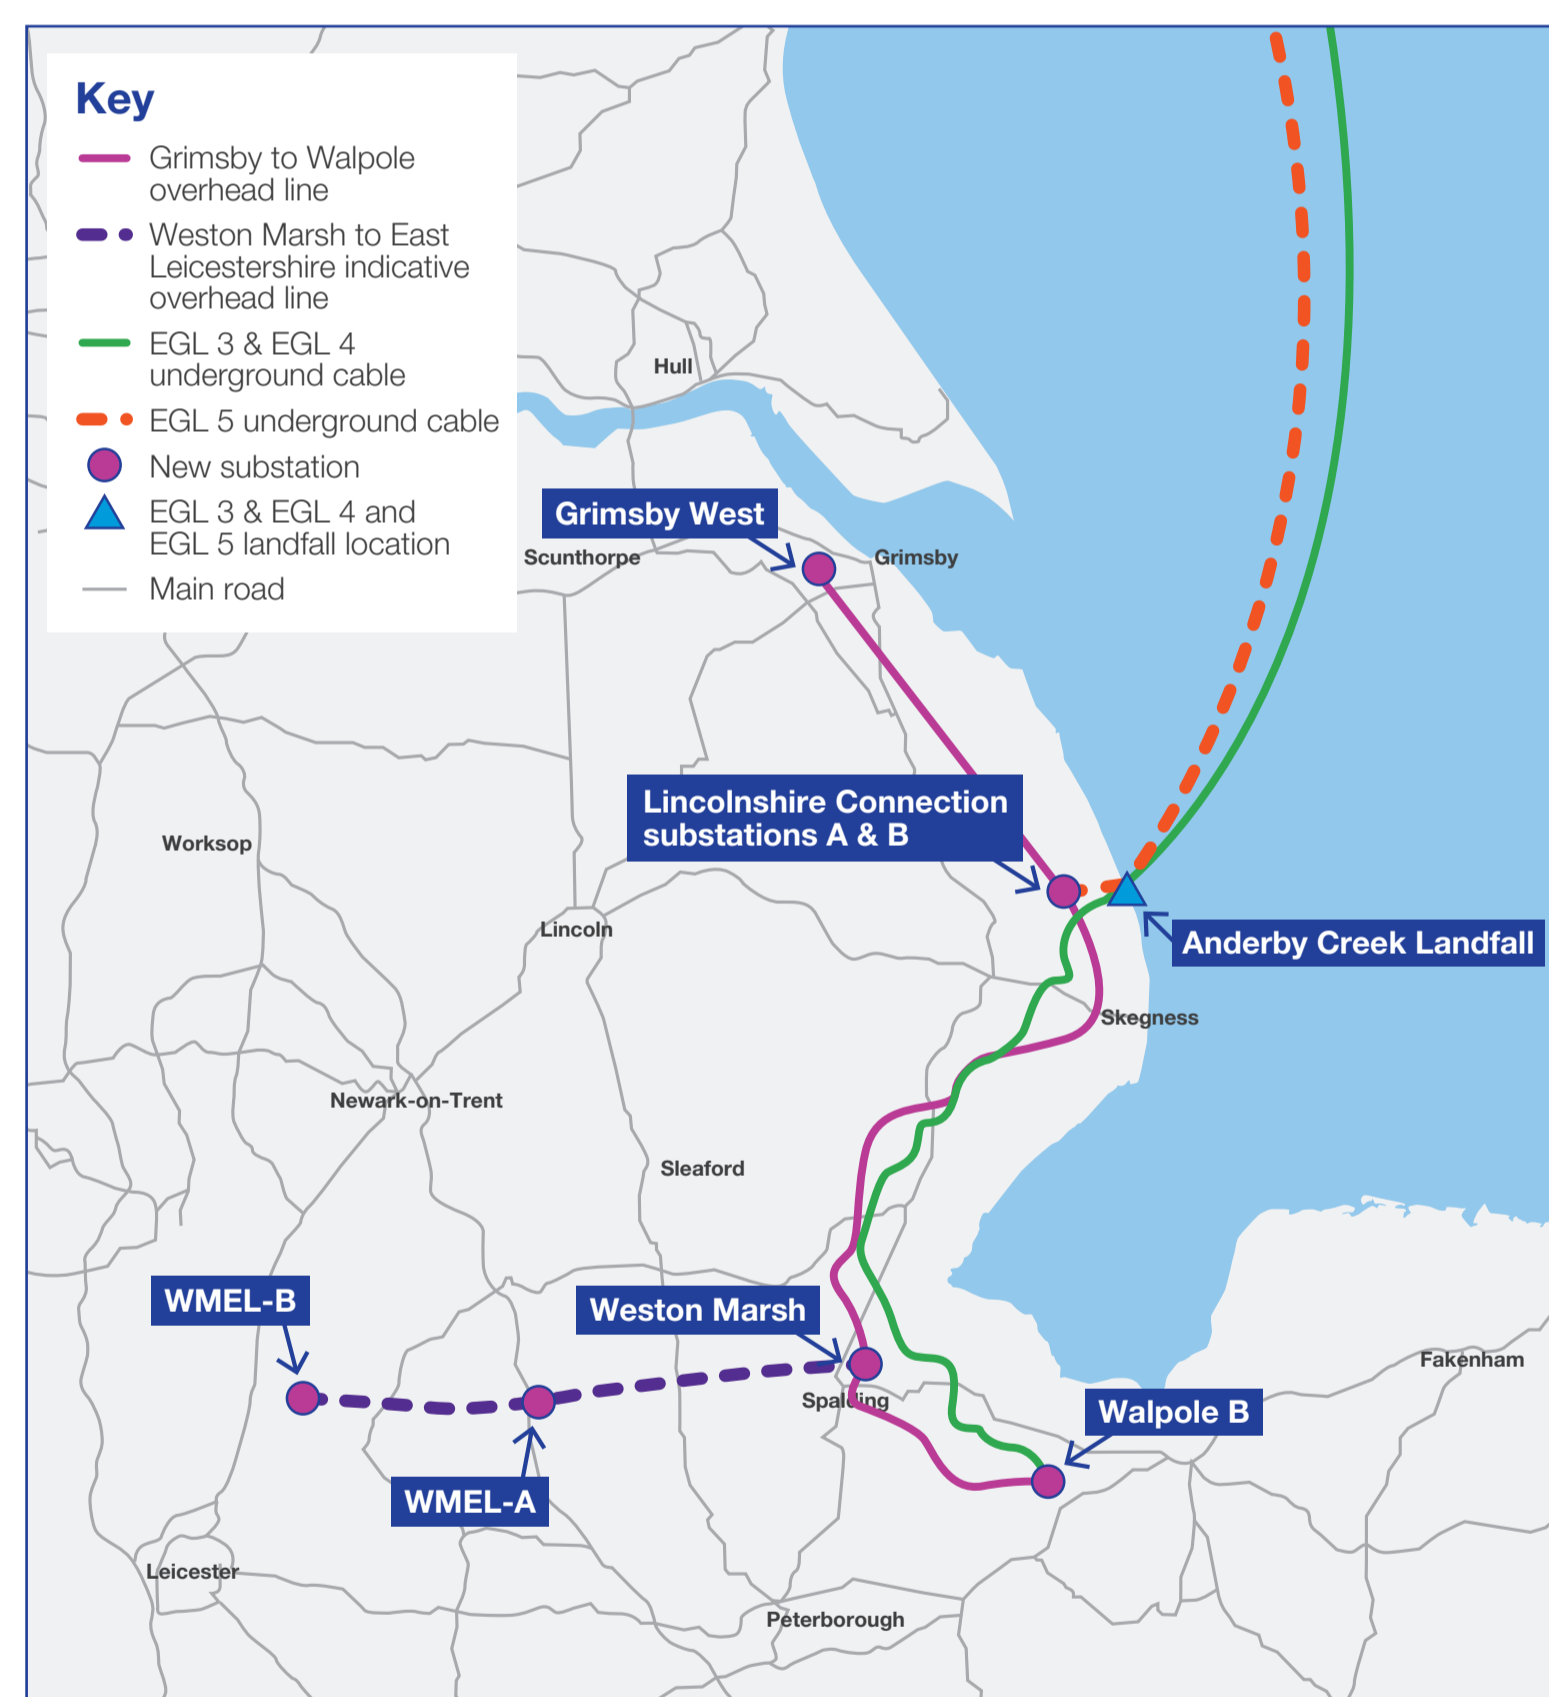 Key
Grimsby to Walpole
overhead line
Weston Marsh to East
Leicestershire indicative
overhead line
EGL 3 & EGL 4
underground cable
EGL 5 underground cable
New substation
EGL 3 & EGL 4 and
EGL 5 landfall location
Main road
Hull
Grimsby West
Scunthorpe
Grimsby
Lincolnshire Connection
substations A & B
Worksop
Lincoln
Anderby Creek Landfall
Skegness
Newark-on-Trent
Sleaford
WMEL-B
Weston Marsh
Fakenham
Spalding
Walpole B
WMEL-A
Leicester
Peterborough